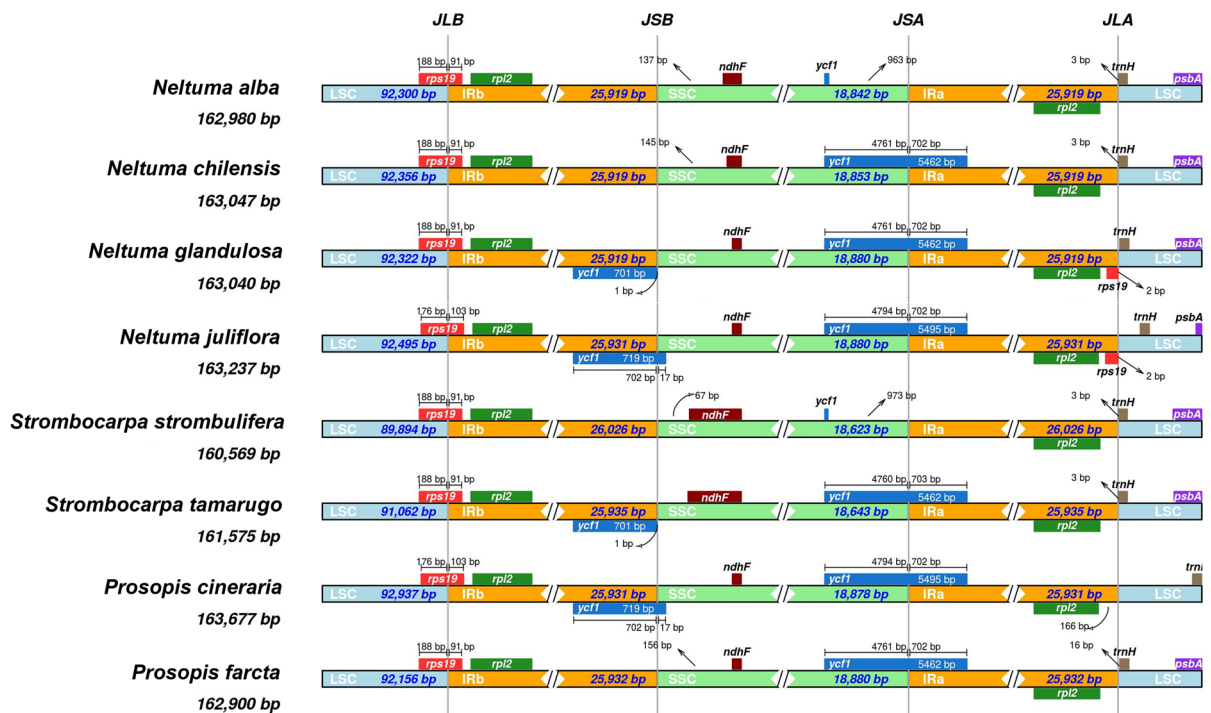 JLB JSB JSA JLA
188 bp 91 bp 137 bp ndhF ycf1 963 bp 3 bp trnH
Neltuma alba rps19 rpl2 psbA
LSC 92,300 bp IRb 25,919 bp SSC 18,842 bp IRa 25,919 bp LSC
162,980 bp rpl2
188 bp 91 bp 145 bp ndhF 4761 bp 702 bp 3 bp trnH
Neltuma chilensis rps19 rpl2 ycf1 5462 bp psbA
LSC 92,356 bp IRb 25,919 bp SSC 18,853 bp IRa 25,919 bp LSC
163,047 bp rpl2
188 bp 91 bp ndhF 4761 bp 702 bp trnH
Neltuma glandulosa rps19 rpl2 ycf1 5462 bp psbA
LSC 92,322 bp IRb 25,919 bp SSC 18,880 bp IRa 25,919 bp LSC
163,040 bp ycf1 701 bp rpl2 rps19
1 bp 2 bp
176 bp 103 bp ndhF 4794 bp 702 bp trnH psbA
Neltuma juliflora rps19 rpl2 ycf1 5495 bp
LSC 92,495 bp IRb 25,931 bp SSC 18,880 bp IRa 25,931 bp LSC
163,237 bp ycf1 719 bp rpl2 rps19
702 bp 17 bp 2 bp
188 bp 91 bp 67 bp ycf1 973 bp 3 bp trnH
Strombocarpa strombulifera rps19 rpl2 ndhF psbA
LSC 89,894 bp IRb 26,026 bp SSC 18,623 bp IRa 26,026 bp LSC
160,569 bp rpl2
188 bp 91 bp 4760 bp 703 bp 3 bp trnH
Strombocarpa tamarugo rps19 rpl2 ndhF ycf1 5462 bp psbA
LSC 91,062 bp IRb 25,935 bp SSC 18,643 bp IRa 25,935 bp LSC
161,575 bp ycf1 701 bp rpl2
1 bp
176 bp 103 bp ndhF 4794 bp 702 bp
Prosopis cineraria rps19 rpl2 ycf1 5495 bp
LSC 92,937 bp IRb 25,931 bp SSC 18,878 bp IRa 25,931 bp LSC
163,677 bp ycf1 719 bp rpl2
702 bp 17 bp 166 bp
188 bp 91 bp 156 bp ndhF 4761 bp 702 bp 16 bp trnH
Prosopis farcta rps19 rpl2 ycf1 5462 bp psbA
LSC 92,156 bp IRb 25,932 bp SSC 18,880 bp IRa 25,932 bp LSC
162,900 bp rpl2